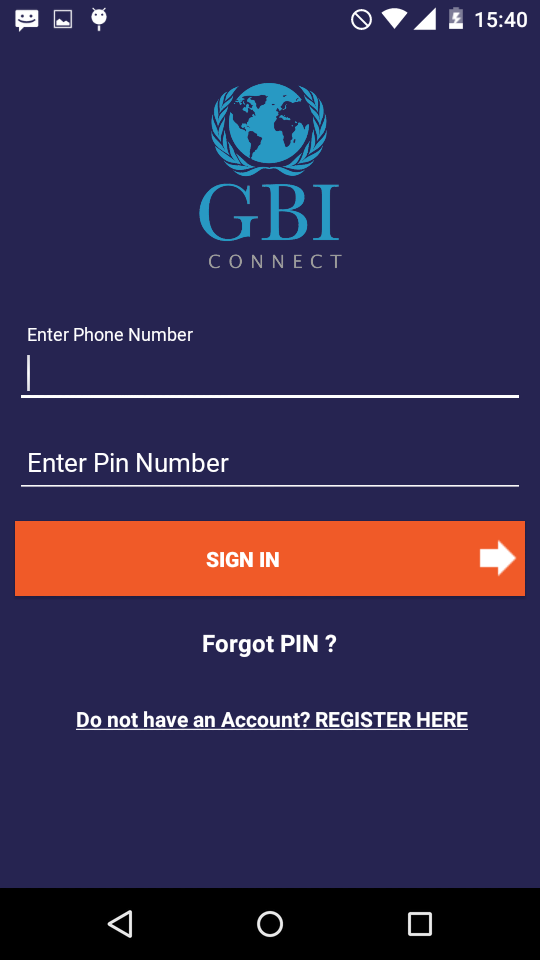 15:40
GBI
CONNECT
Enter Phone Number
Enter Pin Number
SIGN IN
Forgot PIN ?
Do not have an Account? REGISTER HERE